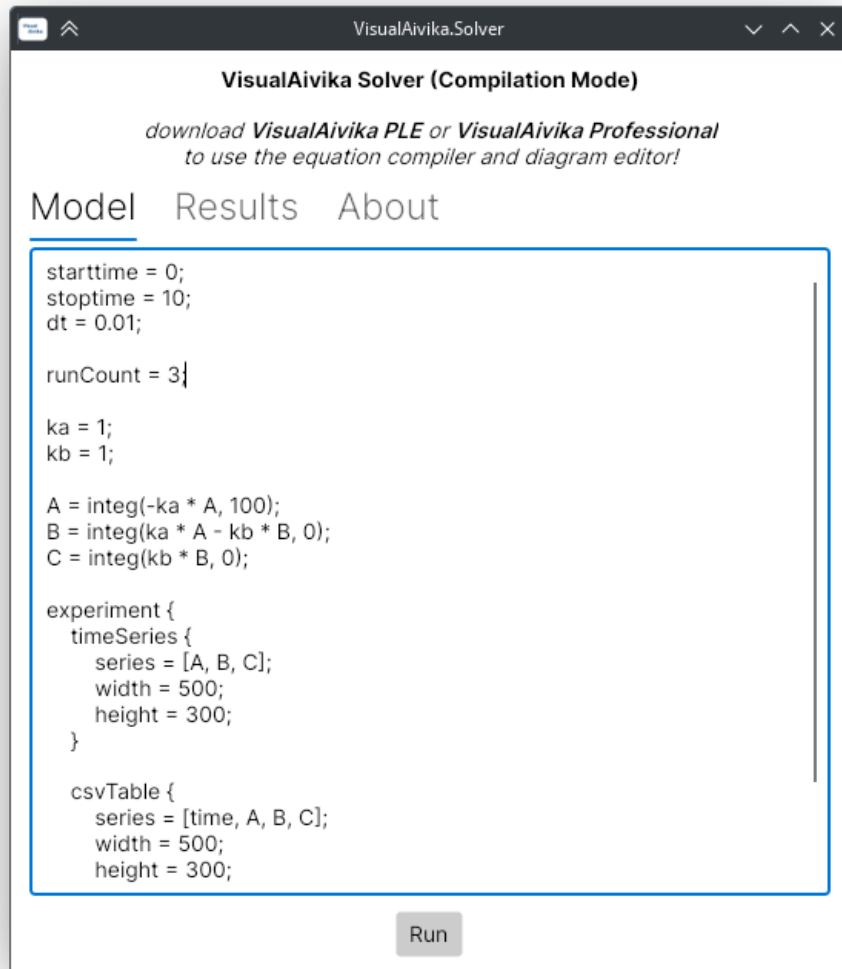 VisualAivika.Solver
VisualAivika Solver (Compilation Mode)
download VisualAivika PLE or VisualAivika Professional
to use the equation compiler and diagram editor!
Model Results About
starttime = 0;
stoptime = 10;
dt = 0.01;
runCount = 3;
ka = 1;
kb = 1;
A = integ(-ka * A, 100);
B = integ(ka * A - kb * B, 0);
C = integ(kb * B, 0);
experiment {
timeSeries {
series = [A, B, C];
width = 500;
height = 300;
}
csvTable {
series = [time, A, B, C];
width = 500;
height = 300;
Run